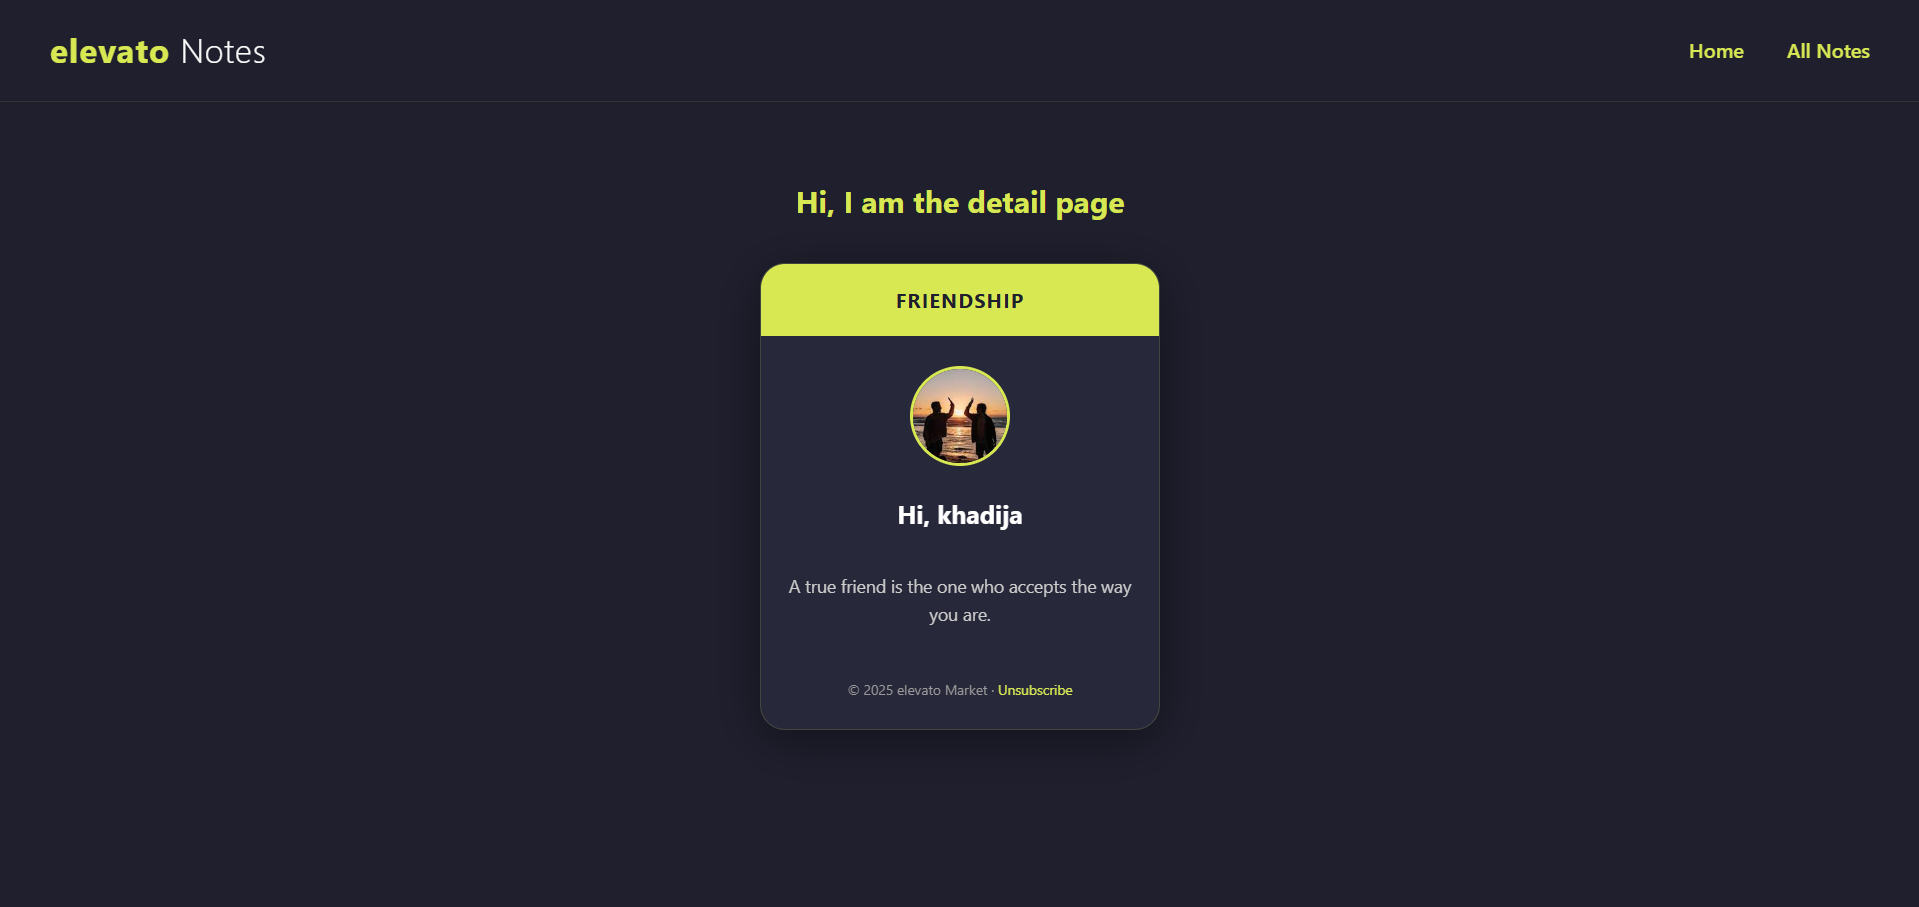 elevato Notes
Home
All Notes
Hi, I am the detail page
FRIENDSHIP
Hi, khadija
A true friend is the one who accepts the way
you are.
© 2025 elevato Market · Unsubscribe